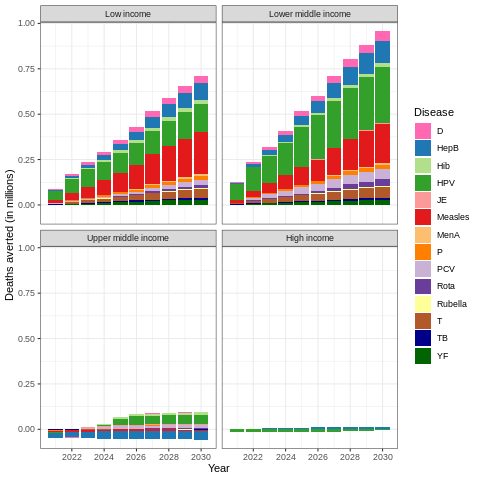 Low income
Lower middle income
1.00
0.75
0.50
0.25
0.00
Upper middle income
High income
1.00
0.75
0.50
0.25
0.00
2022
2024
2026
2028
2030
2022
2024
2026
2028
2030
Year
Deaths averted (in millions)
Disease
D
HepB
Hib
HPV
JE
Measles
MenA
P
PCV
Rota
Rubella
T
TB
YF